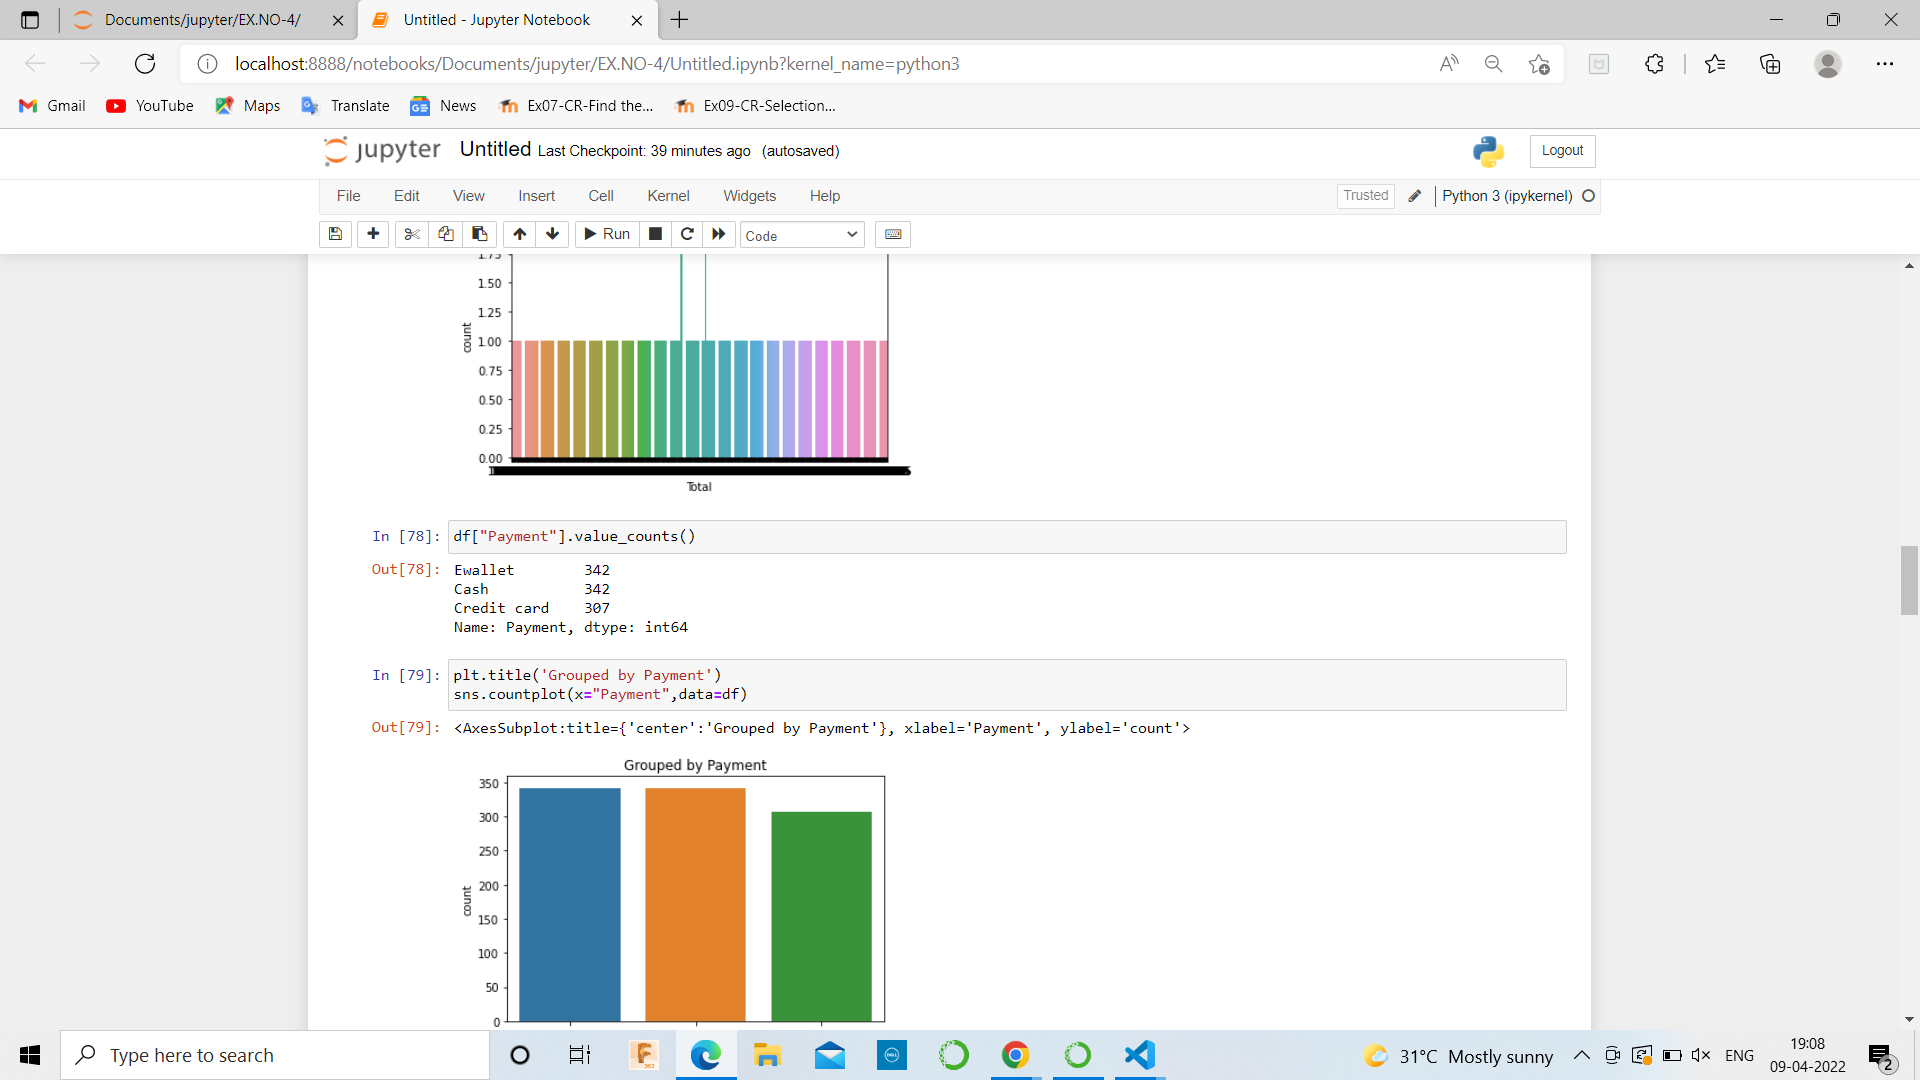 Documents/jupyter/EX.NO-4/
Untitled - Jupyter Notebook
localhost:8888/notebooks/Documents/jupyter/EX.NO-4/Untitled.ipynb?kernel_name=python3
Gmail
YouTube
Maps
Translate
News
Ex07-CR-Find the...
Ex09-CR-Selection...
jupyter
Untitled Last Checkpoint: 39 minutes ago (autosaved)
Logout
File
Edit
View
Insert
Cell
Kernel
Widgets
Help
Trusted
Python 3 (ipykernel)
Run
Code
1.75
1.50
1.25
1.00
0.75
0.50
0.25
0.00
count
Total
In [78]: df["Payment"].value_counts()
Out[78]: Ewallet 342
Cash 342
Credit card 307
Name: Payment, dtype: int64
In [79]: plt.title('Grouped by Payment')
sns.countplot(x="Payment",data=df)
Out[79]: <AxesSubplot:title={'center':'Grouped by Payment'}, xlabel='Payment', ylabel='count'>
Grouped by Payment
350
300
250
200
150
100
50
0
count
Type here to search
31°C Mostly sunny
ENG
19:08
09-04-2022
2